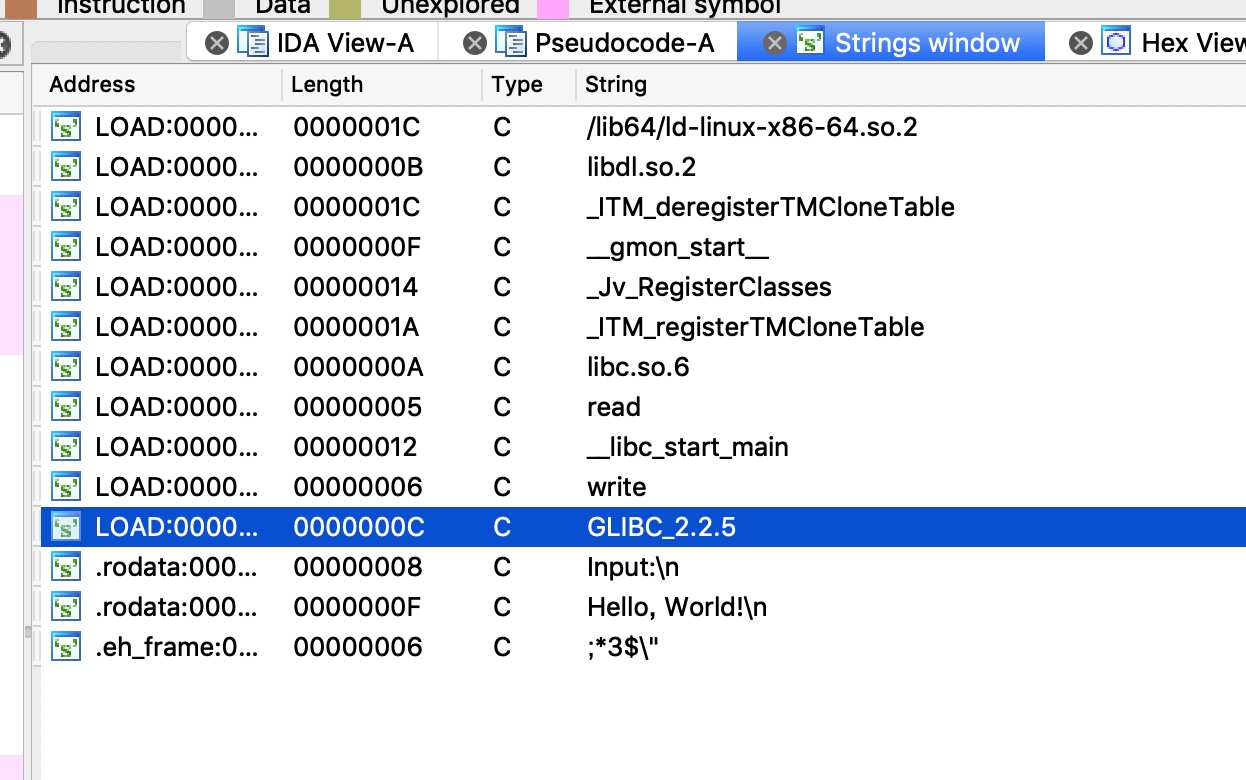 Instruction Data Unexplored External symbol
IDA View-A Pseudocode-A Strings window Hex View
Address Length Type String
LOAD:0000... 0000001C C /lib64/ld-linux-x86-64.so.2
LOAD:0000... 0000000B C libdl.so.2
LOAD:0000... 0000001C C _ITM_deregisterTMCloneTable
LOAD:0000... 0000000F C __gmon_start__
LOAD:0000... 00000014 C _Jv_RegisterClasses
LOAD:0000... 0000001A C _ITM_registerTMCloneTable
LOAD:0000... 0000000A C libc.so.6
LOAD:0000... 00000005 C read
LOAD:0000... 00000012 C __libc_start_main
LOAD:0000... 00000006 C write
LOAD:0000... 0000000C C GLIBC_2.2.5
.rodata:000... 00000008 C Input:\n
.rodata:000... 0000000F C Hello, World!\n
.eh_frame:0... 00000006 C ;*3$\"